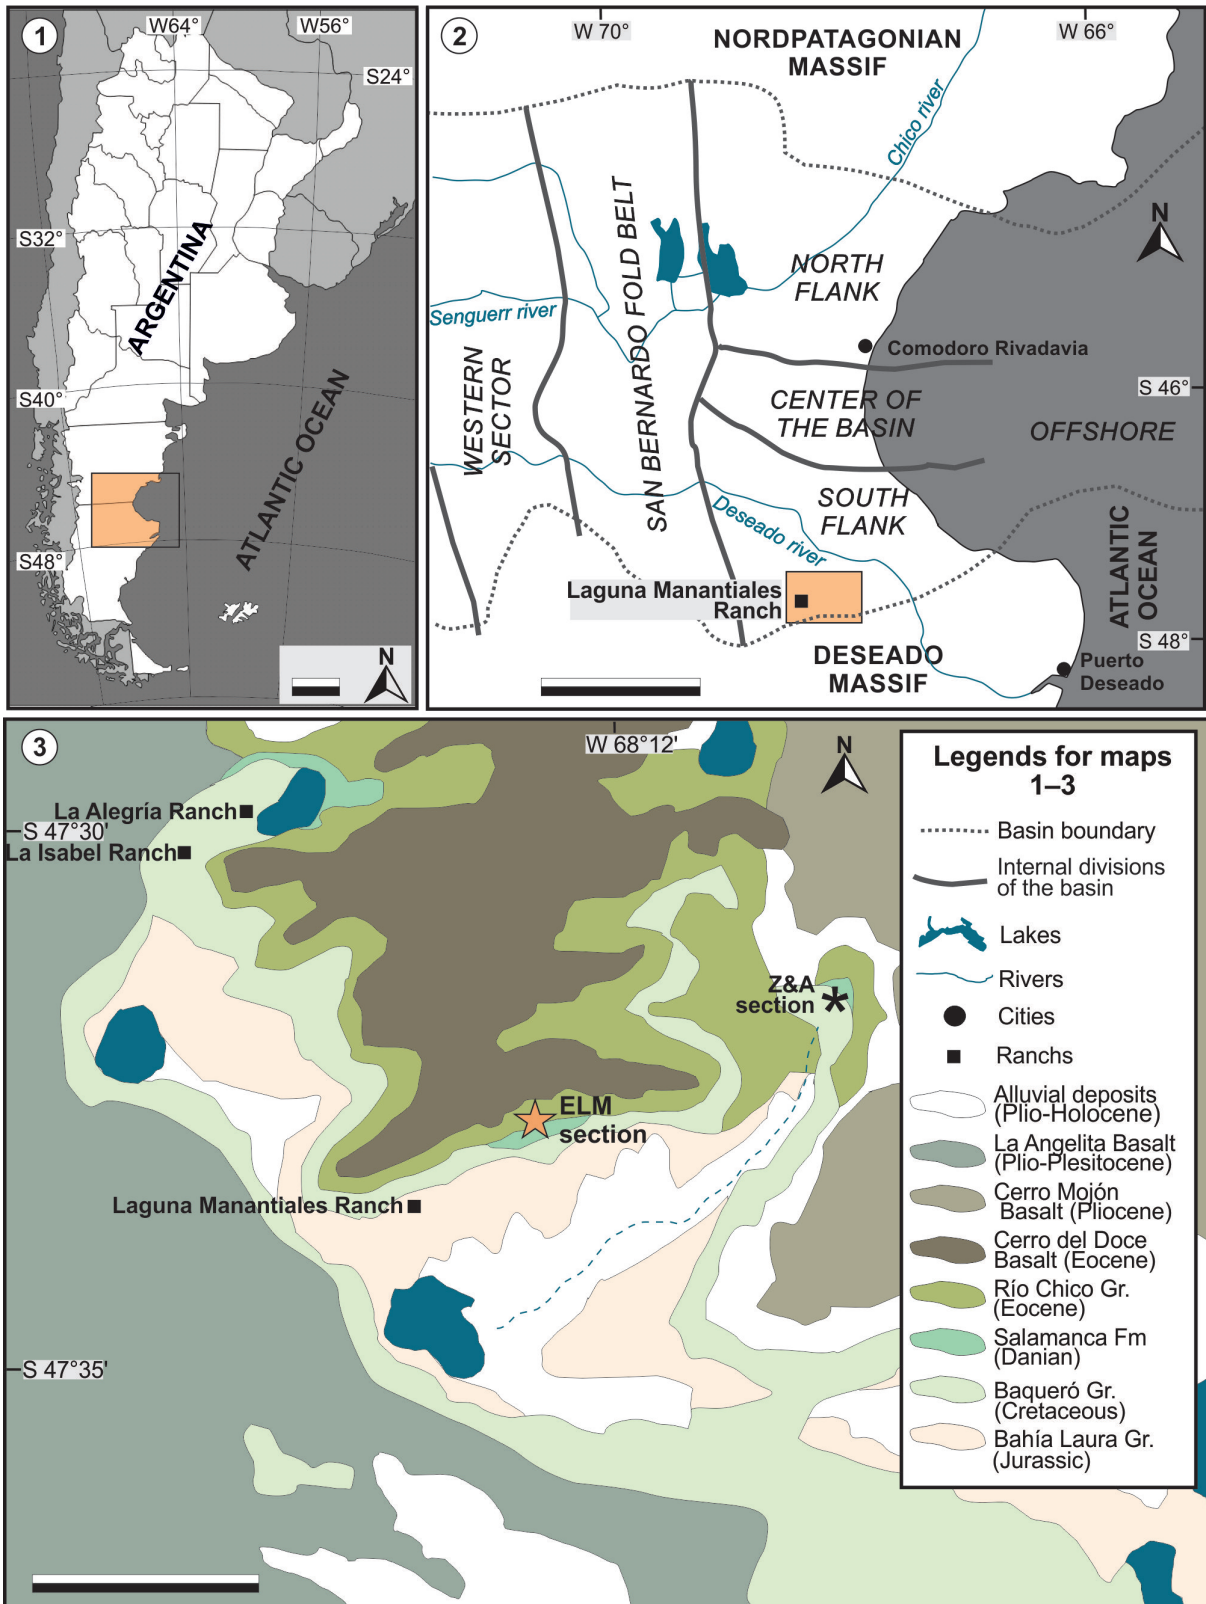 1
W64°
W56°
S24°
S32°
ARGENTINA
S40°
ATLANTIC OCEAN
S48°
N
2
W 70°
W 66°
NORDPATAGONIAN
MASSIF
Chico river
N
NORTH
FLANK
SAN BERNARDO FOLD BELT
Senguerr river
WESTERN
SECTOR
Comodoro Rivadavia
S 46°
CENTER OF
THE BASIN
OFFSHORE
SOUTH
FLANK
Deseado river
ATLANTIC
OCEAN
Laguna Manantiales
Ranch
S 48°
DESEADO
MASSIF
Puerto
Deseado
3
W 68°12'
N
La Alegría Ranch
S 47°30'
La Isabel Ranch
Z&A
section
ELM
section
Laguna Manantiales Ranch
S 47°35'
Legends for maps
1–3
Basin boundary
Internal divisions
of the basin
Lakes
Rivers
Cities
Ranchs
Alluvial deposits
(Plio-Holocene)
La Angelita Basalt
(Plio-Plesitocene)
Cerro Mojón
Basalt (Pliocene)
Cerro del Doce
Basalt (Eocene)
Río Chico Gr.
(Eocene)
Salamanca Fm
(Danian)
Baqueró Gr.
(Cretaceous)
Bahía Laura Gr.
(Jurassic)